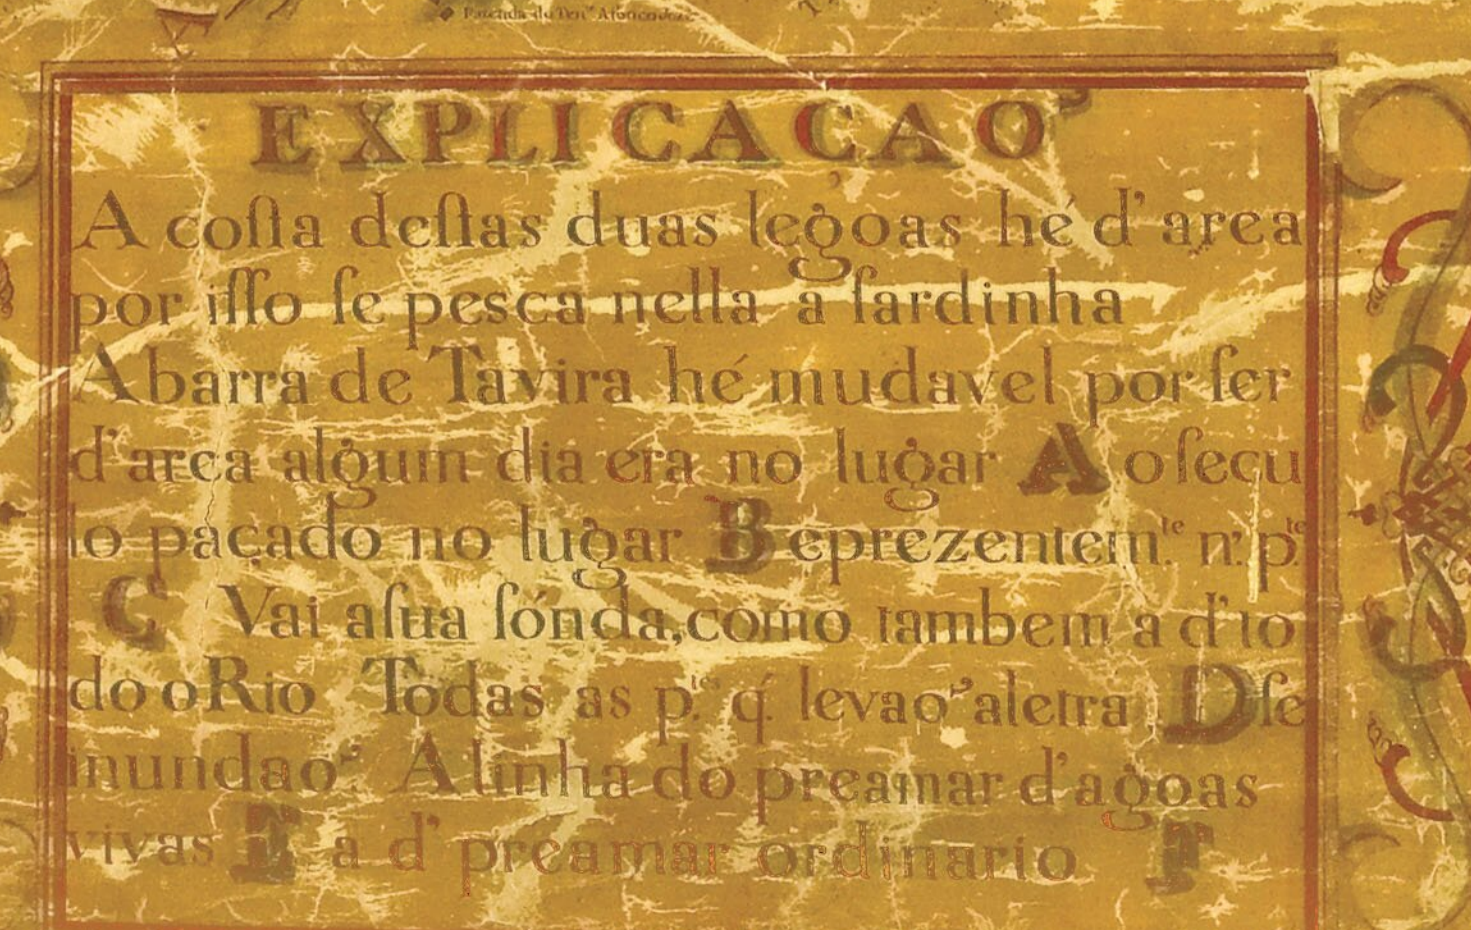 Fazenda do Ten.te
EXPLICAÇAÕ
A coſta deſtas duas legoas hé d'area
por iſſo ſe pesca nella a ſardinha
A barra de Tavira hé mudavel por ſer
d'area algum dia era no lugar A o ſecu
lo paçado no lugar B e prezentem.te n. p.te
C Vai a ſua ſónda, como tambem a d'to
do o Rio Todas as p.tes q. levaõ a letra D ſe
inundaõ A linha do preamar d'agoas
vivas E a d' preamar ordinario F